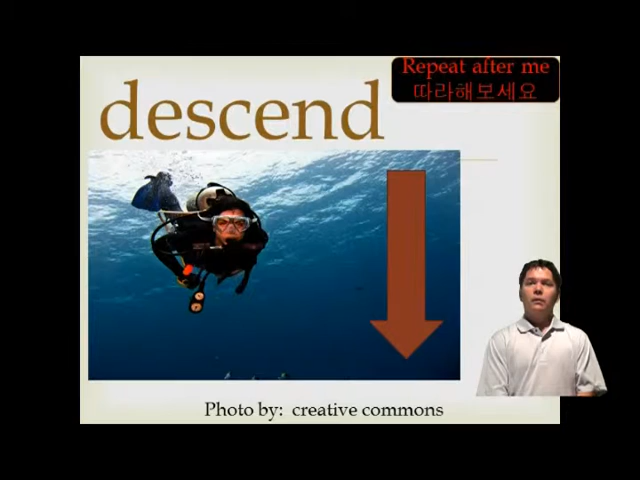 Repeat after me
따라해보세요
descend
Photo by: creative commons